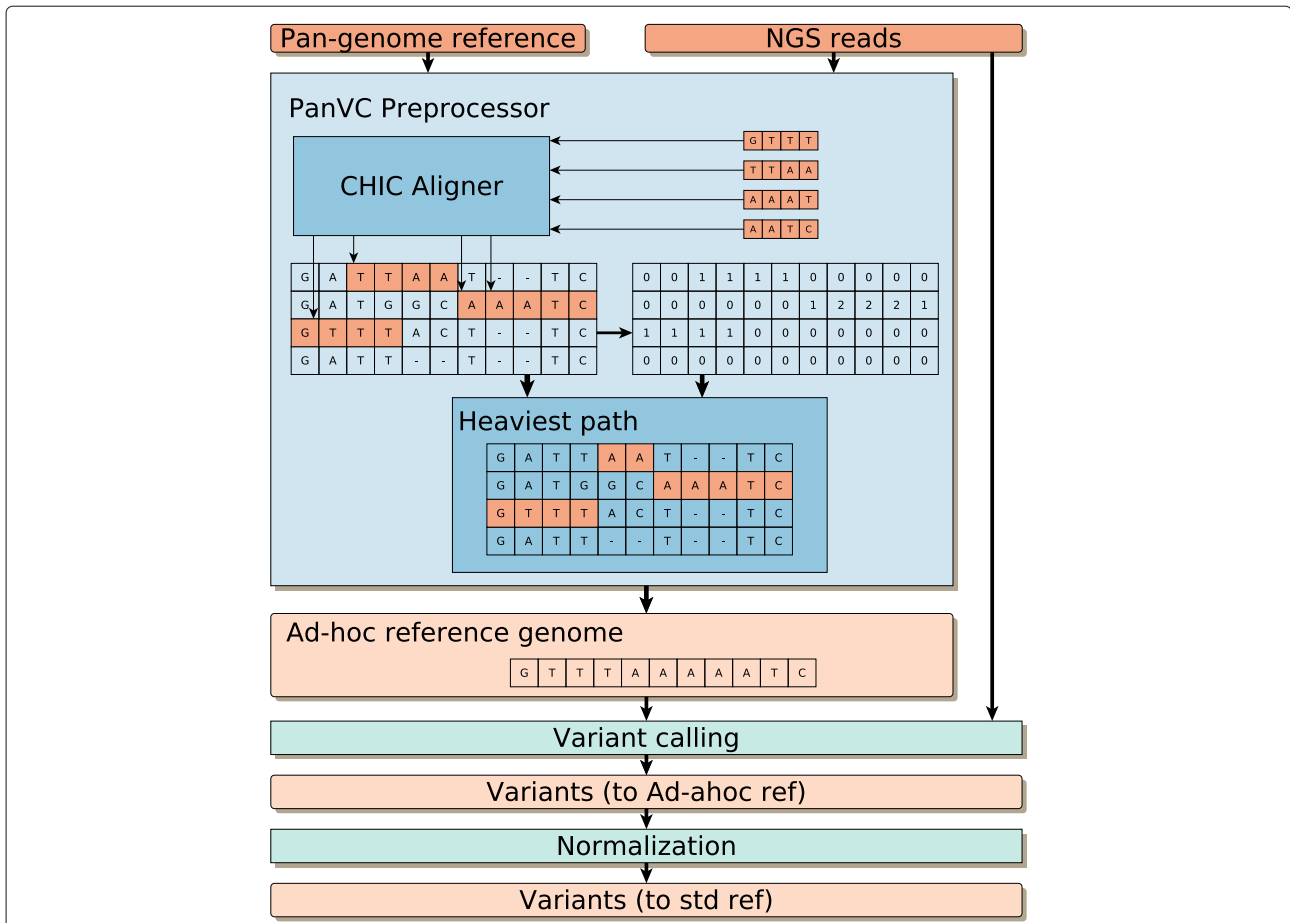 Pan-genome reference
NGS reads
PanVC Preprocessor
CHIC Aligner
G T T T
T T A A
A A A T
A A T C
G A T T A A T - - T C
G A T G G C A A A T C
G T T T A C T - - T C
G A T T - - T - - T C
0 0 1 1 1 1 0 0 0 0 0
0 0 0 0 0 0 1 2 2 2 1
1 1 1 1 0 0 0 0 0 0 0
0 0 0 0 0 0 0 0 0 0 0
Heaviest path
G A T T A A T - - T C
G A T G G C A A A T C
G T T T A C T - - T C
G A T T - - T - - T C
Ad-hoc reference genome
G T T T A A A A A T C
Variant calling
Variants (to Ad-ahoc ref)
Normalization
Variants (to std ref)